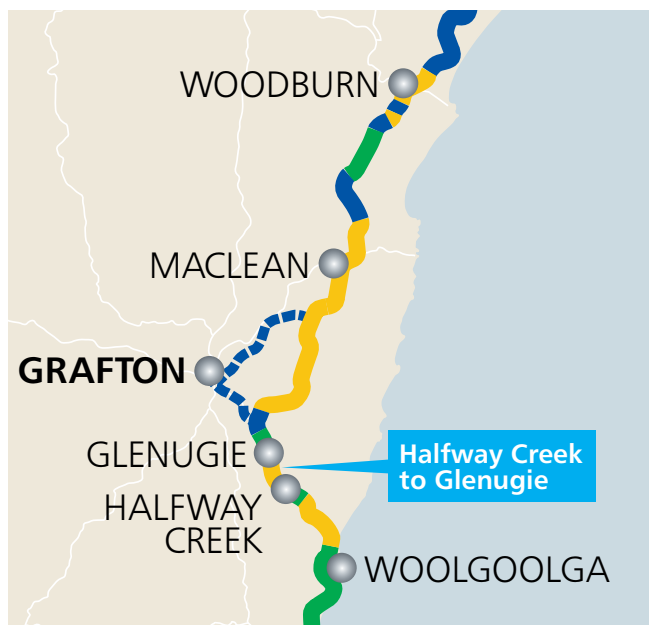 WOODBURN
MACLEAN
GRAFTON
GLENUGIE
Halfway Creek
to Glenugie
HALFWAY
CREEK
WOOLGOOLGA